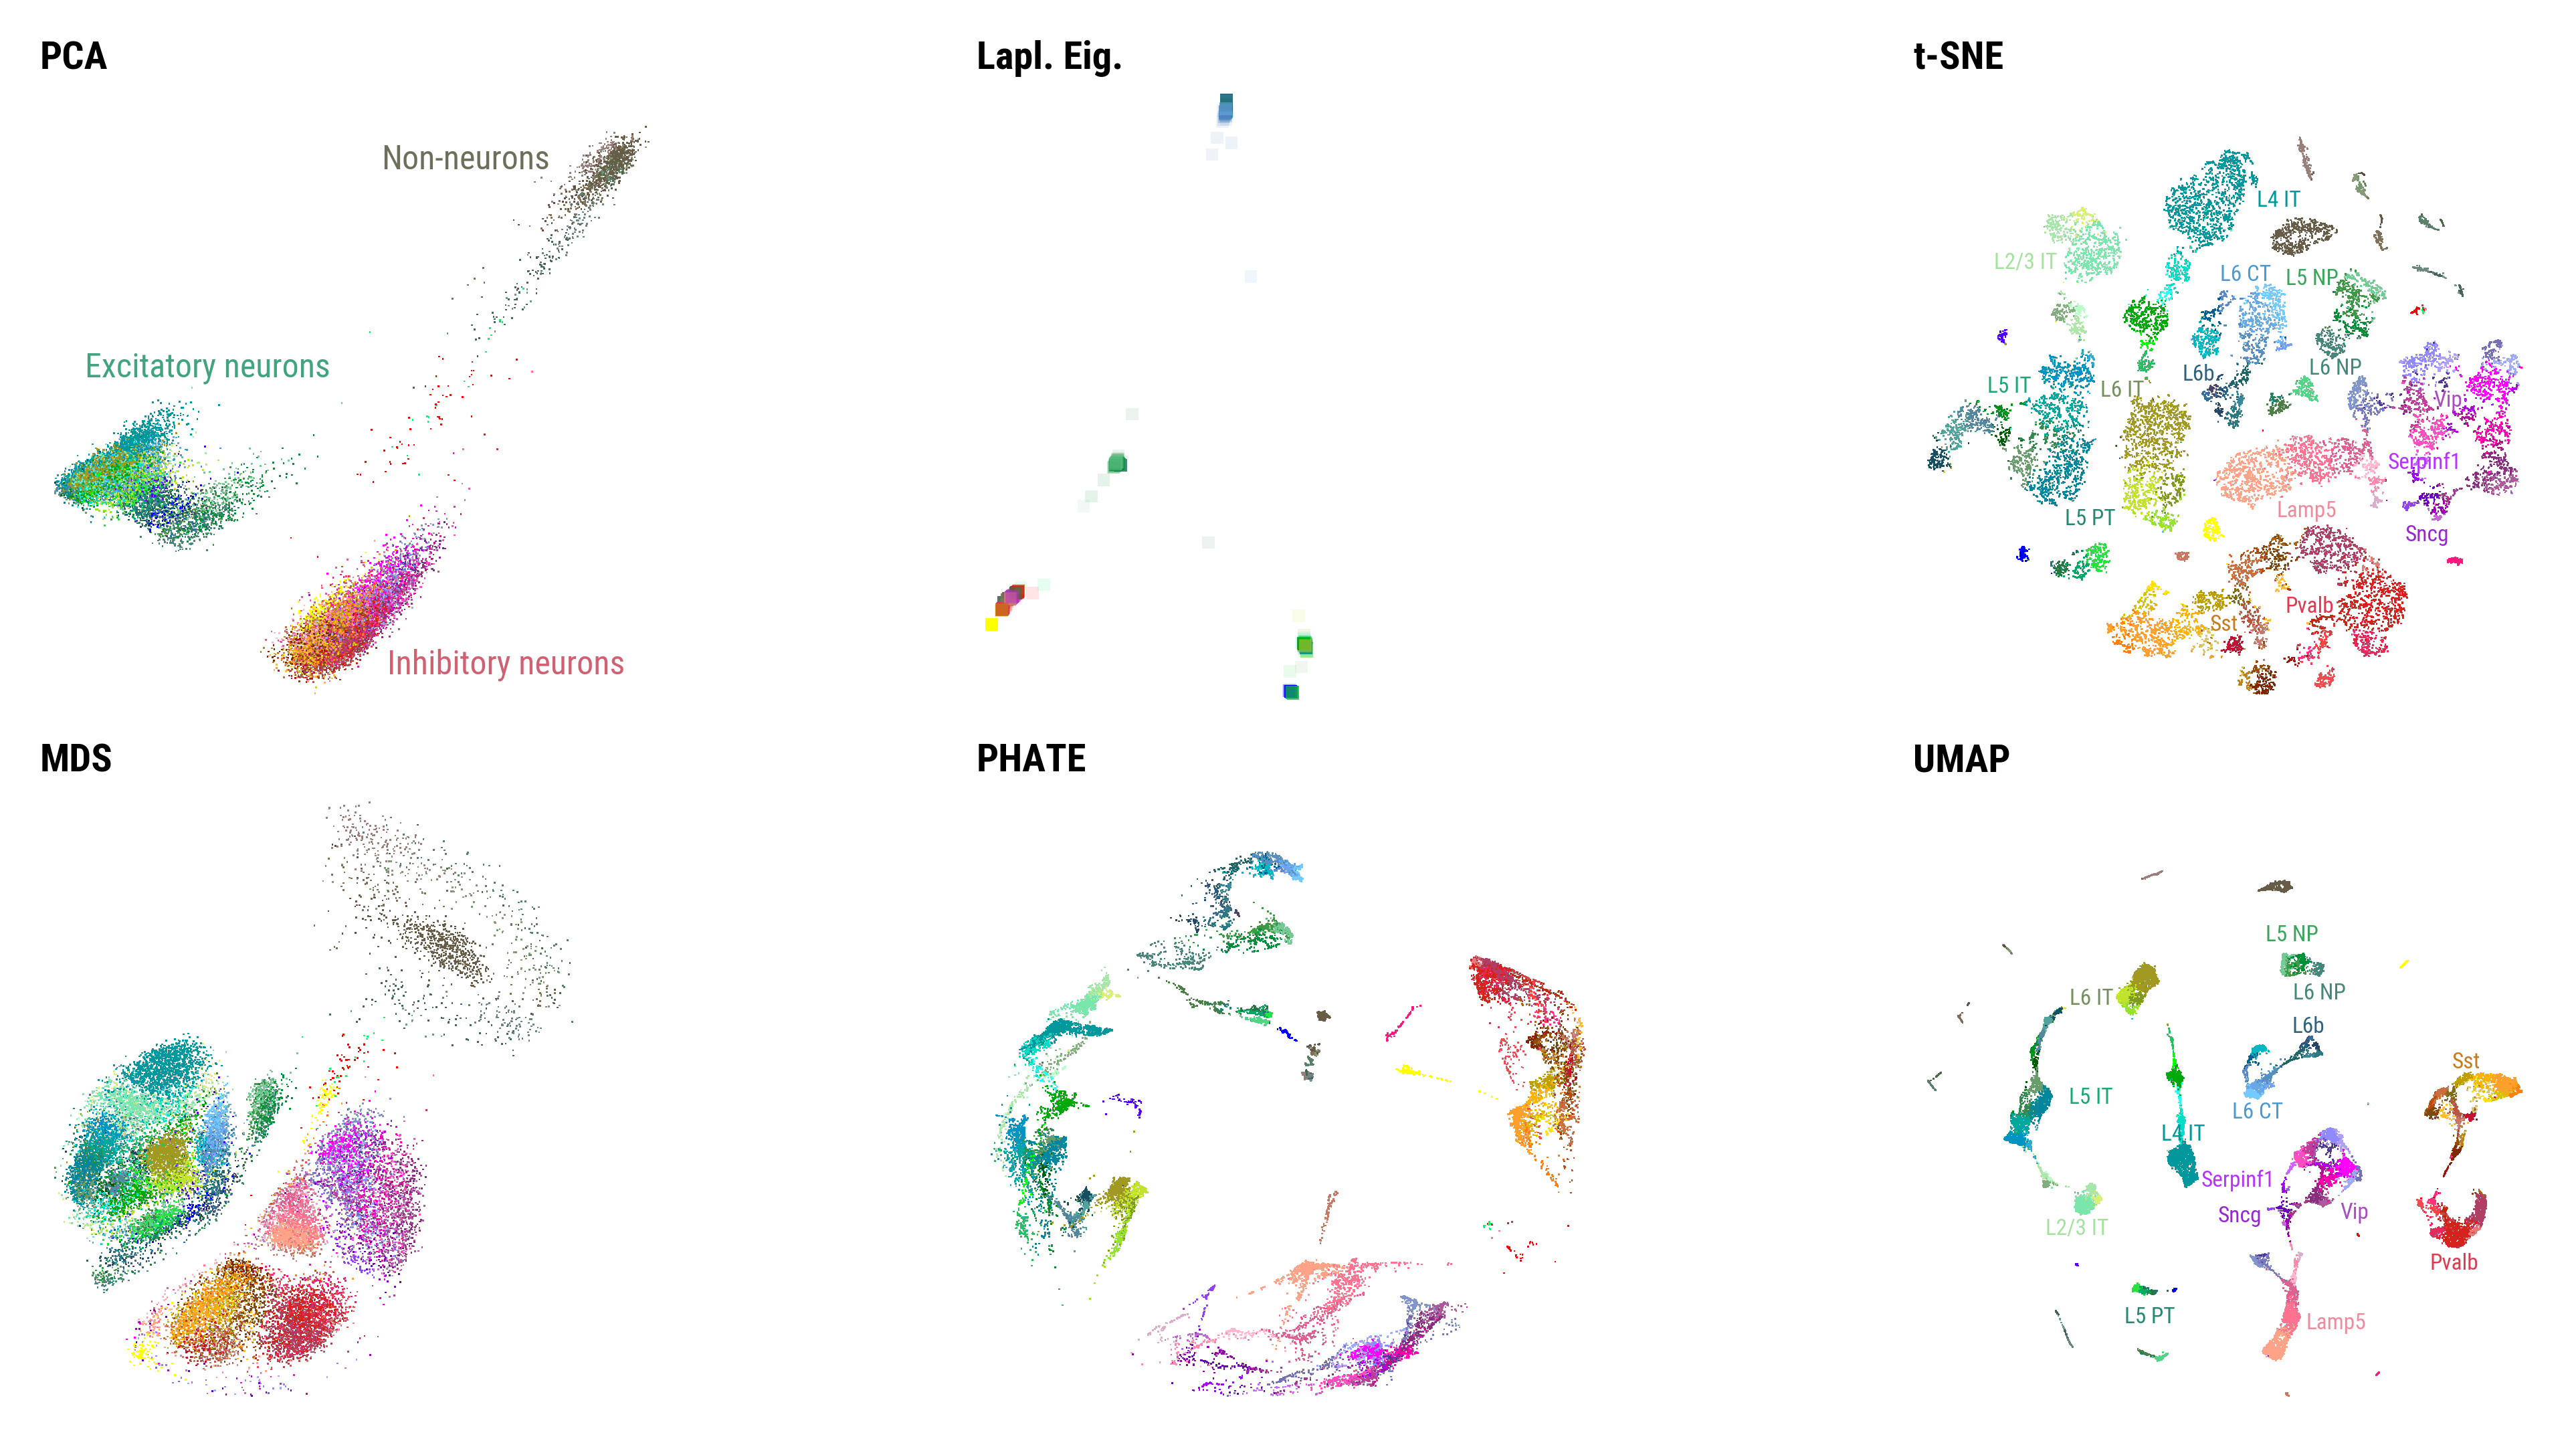 PCA
Non-neurons
Excitatory neurons
Inhibitory neurons
Lapl. Eig.
t-SNE
L4 IT
L2/3 IT
L6 CT
L5 NP
L5 IT
L6 IT
L6b
L6 NP
Vip
Serpinf1
Lamp5
L5 PT
Sncg
Pvalb
Sst
MDS
PHATE
UMAP
L5 NP
L6 IT
L6 NP
L6b
Sst
L5 IT
L6 CT
L4 IT
Serpinf1
Sncg
Vip
L2/3 IT
Pvalb
L5 PT
Lamp5